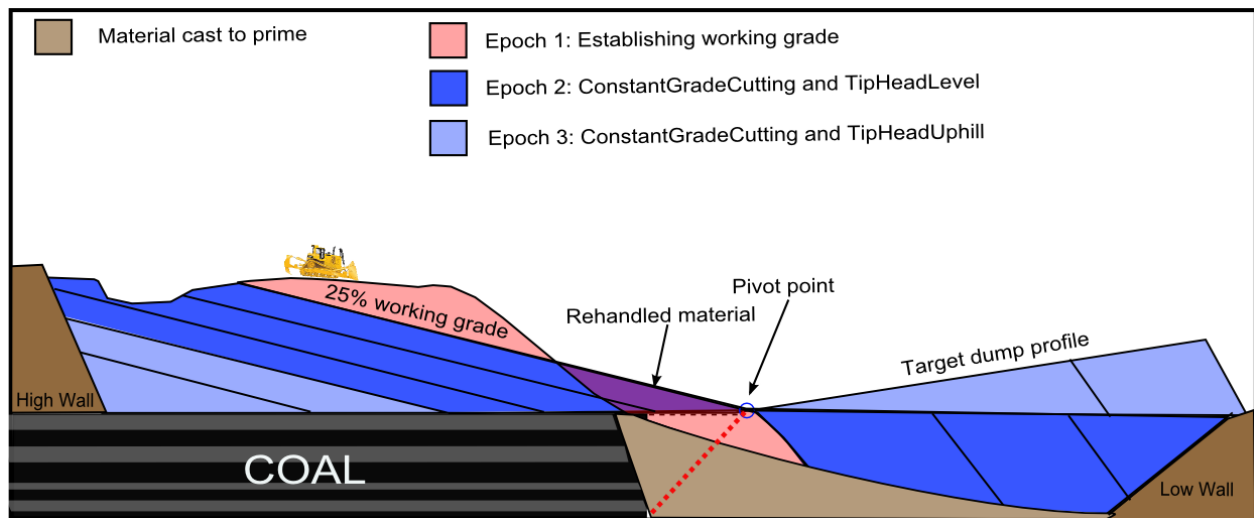 Material cast to prime
Epoch 1: Establishing working grade
Epoch 2: ConstantGradeCutting and TipHeadLevel
Epoch 3: ConstantGradeCutting and TipHeadUphill
Pivot point
25% working grade
Rehandled material
Target dump profile
High Wall
COAL
Low Wall